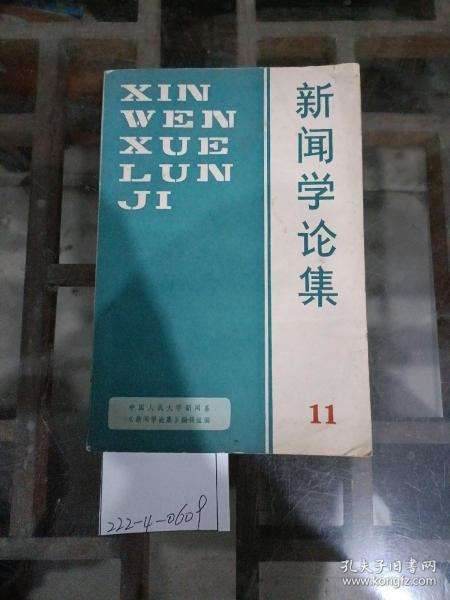 XIN
WEN
XUE
LUN
JI
新闻学论集
11
中国人民大学新闻系
《新闻学论集》编辑组编
222-4-0609
孔夫子旧书网
www.kongfz.com